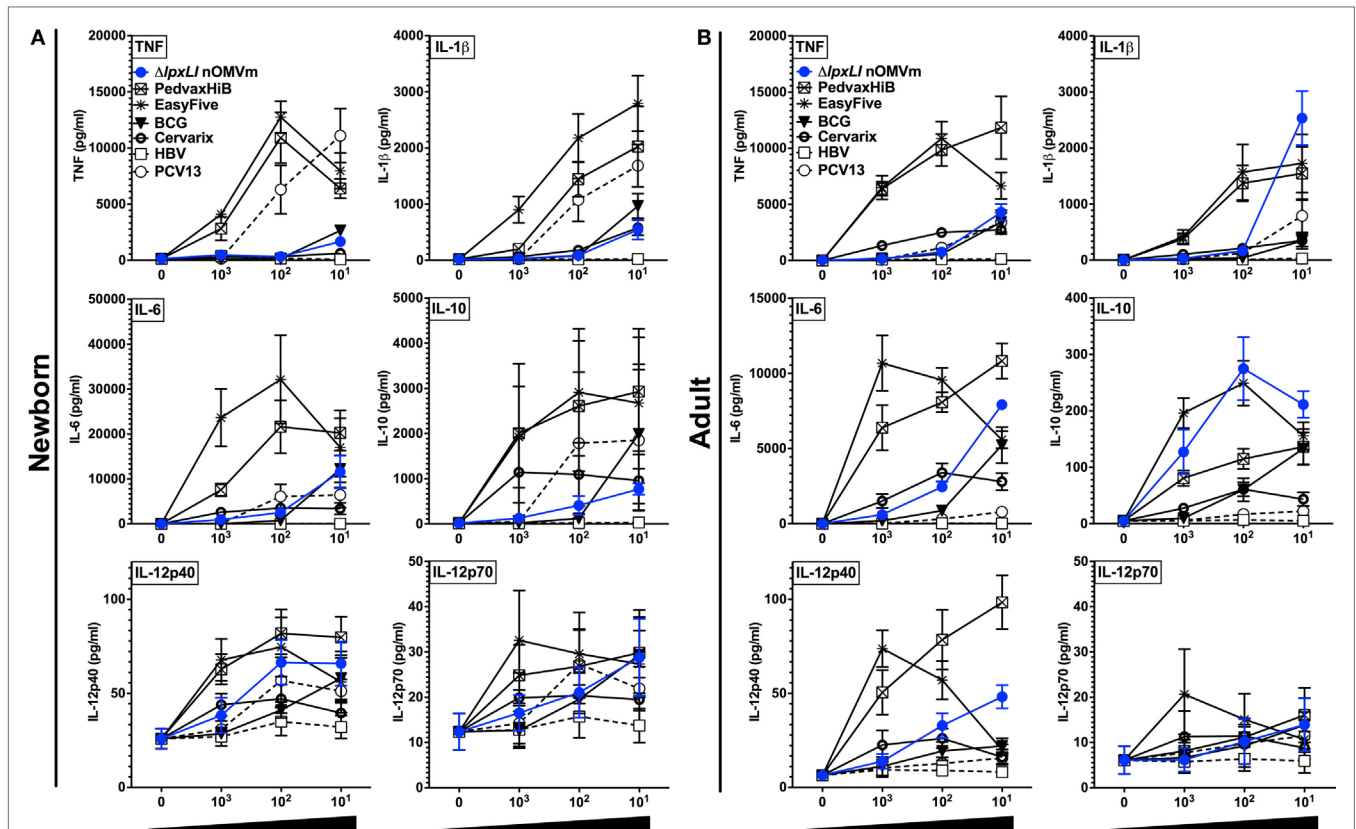 A
Newborn
TNF
TNF (pg/ml)
20000
15000
10000
5000
0
ΔlpxLI nOMVm
PedvaxHiB
EasyFive
BCG
Cervarix
HBV
PCV13
0 10³ 10² 10¹
IL-1β
IL-1β (pg/ml)
4000
3000
2000
1000
0
0 10³ 10² 10¹
IL-6
IL-6 (pg/ml)
50000
40000
30000
20000
10000
0
0 10³ 10² 10¹
IL-10
IL-10 (pg/ml)
5000
4000
3000
2000
1000
0
0 10³ 10² 10¹
IL-12p40
IL-12p40 (pg/ml)
100
50
0
0 10³ 10² 10¹
IL-12p70
IL-12p70 (pg/ml)
50
40
30
20
10
0
0 10³ 10² 10¹
B
Adult
TNF
TNF (pg/ml)
20000
15000
10000
5000
0
ΔlpxLI nOMVm
PedvaxHiB
EasyFive
BCG
Cervarix
HBV
PCV13
0 10³ 10² 10¹
IL-1β
IL-1β (pg/ml)
4000
3000
2000
1000
0
0 10³ 10² 10¹
IL-6
IL-6 (pg/ml)
15000
10000
5000
0
0 10³ 10² 10¹
IL-10
IL-10 (pg/ml)
400
300
200
100
0
0 10³ 10² 10¹
IL-12p40
IL-12p40 (pg/ml)
100
50
0
0 10³ 10² 10¹
IL-12p70
IL-12p70 (pg/ml)
50
40
30
20
10
0
0 10³ 10² 10¹